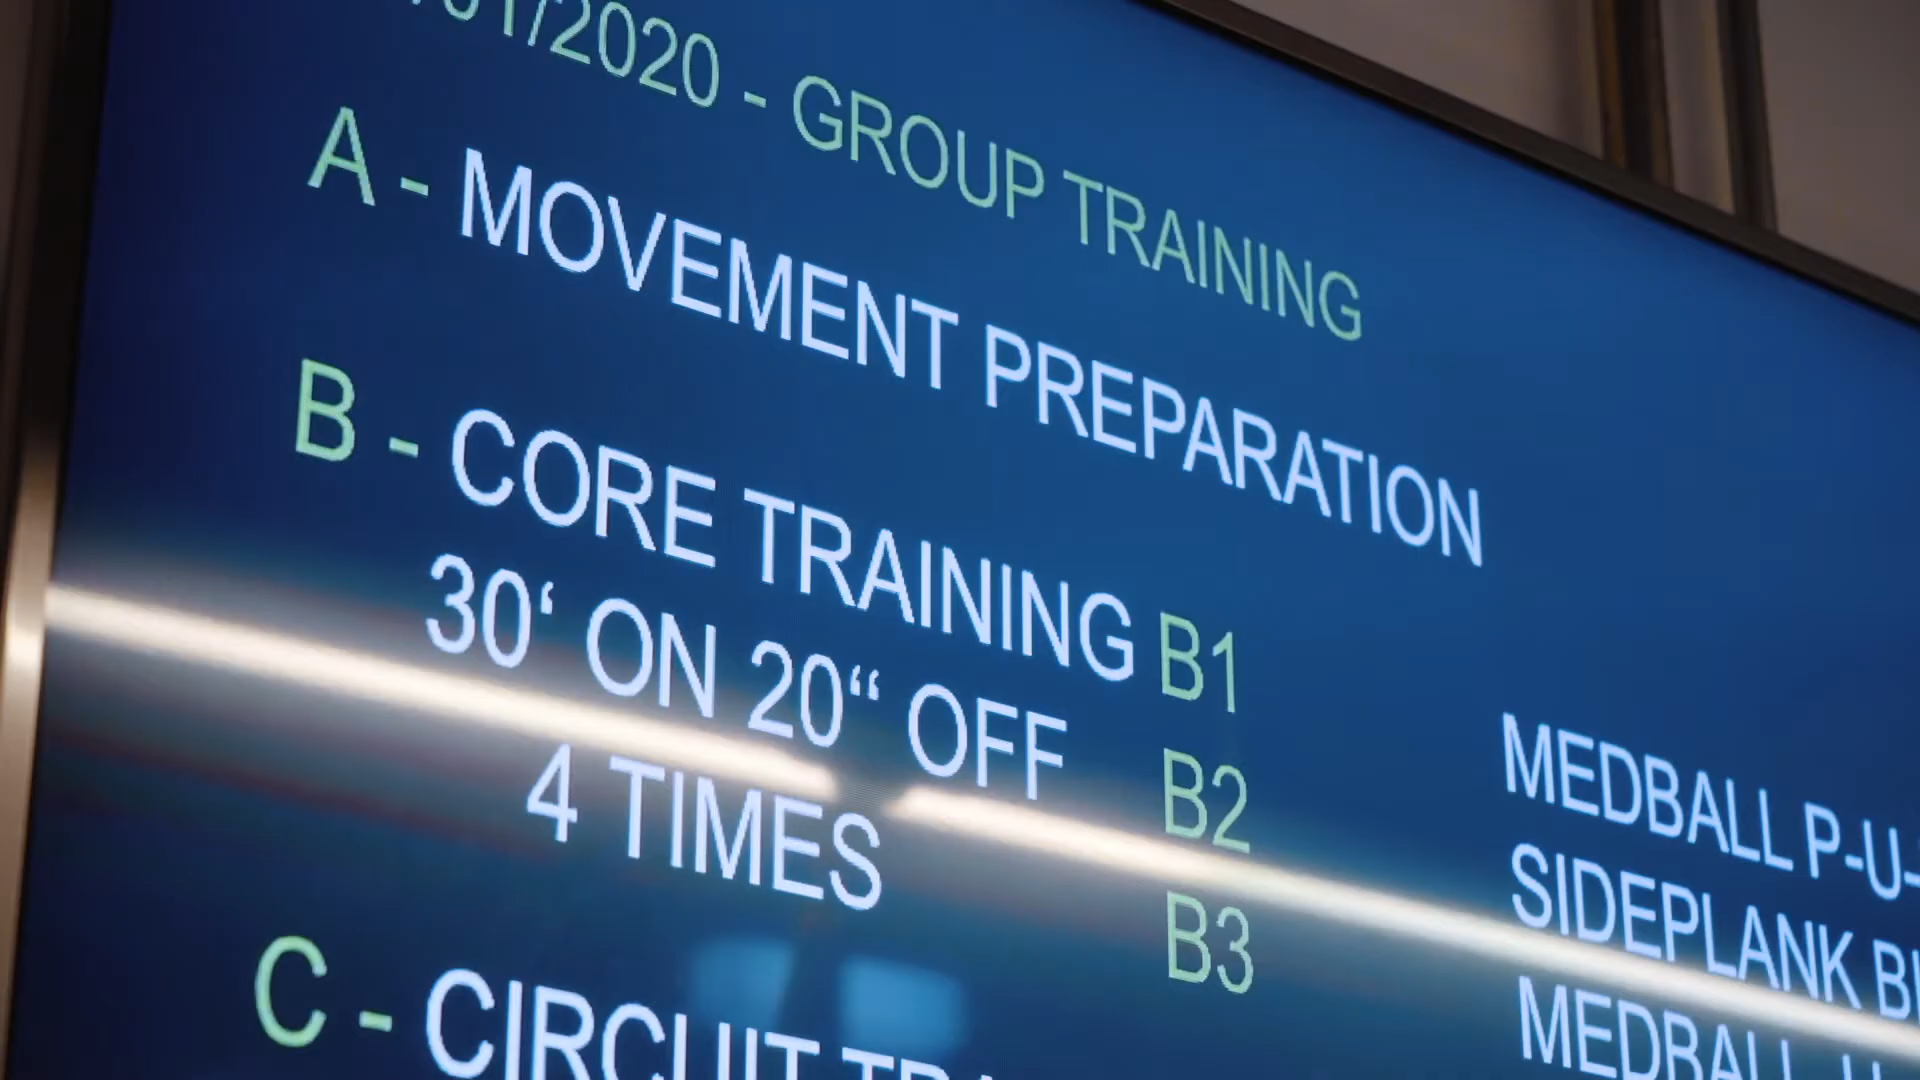 01/2020 - GROUP TRAINING
A - MOVEMENT PREPARATION
B - CORE TRAINING B1 MEDBALL P-U-
30‘ ON 20“ OFF B2 SIDEPLANK
4 TIMES B3 MEDBALL
C - CIRCUIT